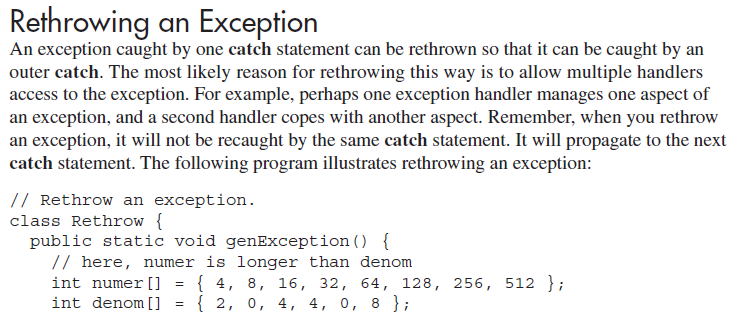 Rethrowing an Exception
An exception caught by one catch statement can be rethrown so that it can be caught by an
outer catch. The most likely reason for rethrowing this way is to allow multiple handlers
access to the exception. For example, perhaps one exception handler manages one aspect of
an exception, and a second handler copes with another aspect. Remember, when you rethrow
an exception, it will not be recaught by the same catch statement. It will propagate to the next
catch statement. The following program illustrates rethrowing an exception:
// Rethrow an exception.
class Rethrow {
  public static void genException() {
    // here, numer is longer than denom
    int numer[] = { 4, 8, 16, 32, 64, 128, 256, 512 };
    int denom[] = { 2, 0, 4, 4, 0, 8 };